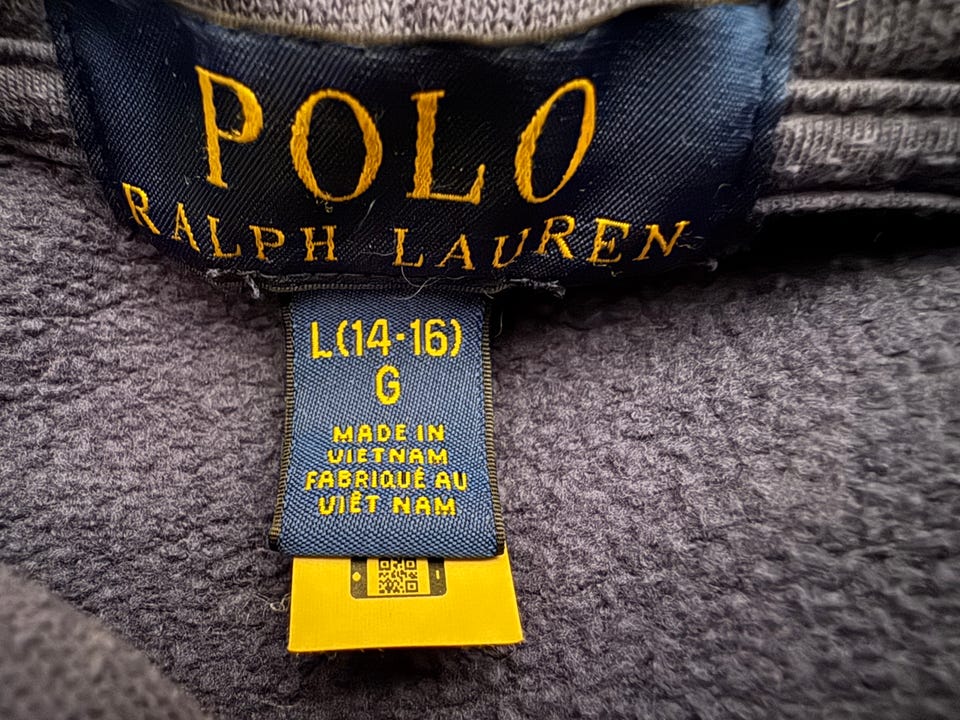 POLO
RALPH LAUREN
L(14-16)
G
MADE IN
VIETNAM
FABRIQUÉ AU
VIÊT NAM